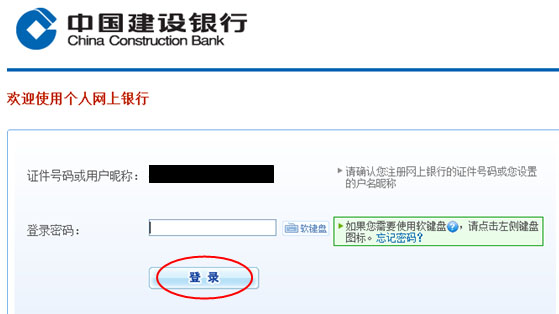 中国建设银行
China Construction Bank
欢迎使用个人网上银行
证件号码或用户昵称：
请确认您注册网上银行的证件号码或您设置
的户名昵称
登录密码：
软键盘
如果您需要使用软键盘?，请点击左侧键盘
图标。忘记密码？
登 录